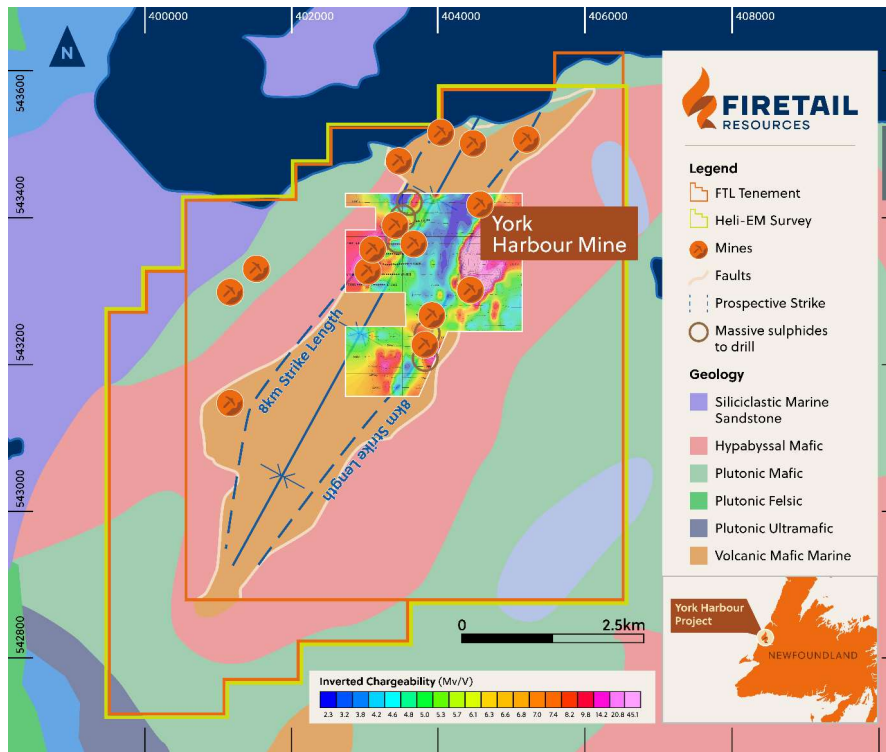 400000
402000
404000
406000
408000
N
543600
543400
543200
543000
542800
York
Harbour Mine
8km Strike Length
8km Strike Length
0
2.5km
Inverted Chargeability (Mv/V)
2.3 3.2 3.8 4.2 4.6 4.8 5.0 5.3 5.7 6.1 6.3 6.6 6.8 7.0 7.4 8.2 9.8 14.2 20.8 45.1
FIRETAIL
RESOURCES
Legend
FTL Tenement
Heli-EM Survey
Mines
Faults
Prospective Strike
Massive sulphides
to drill
Geology
Siliciclastic Marine
Sandstone
Hypabyssal Mafic
Plutonic Mafic
Plutonic Felsic
Plutonic Ultramafic
Volcanic Mafic Marine
York Harbour
Project
NEWFOUNDLAND